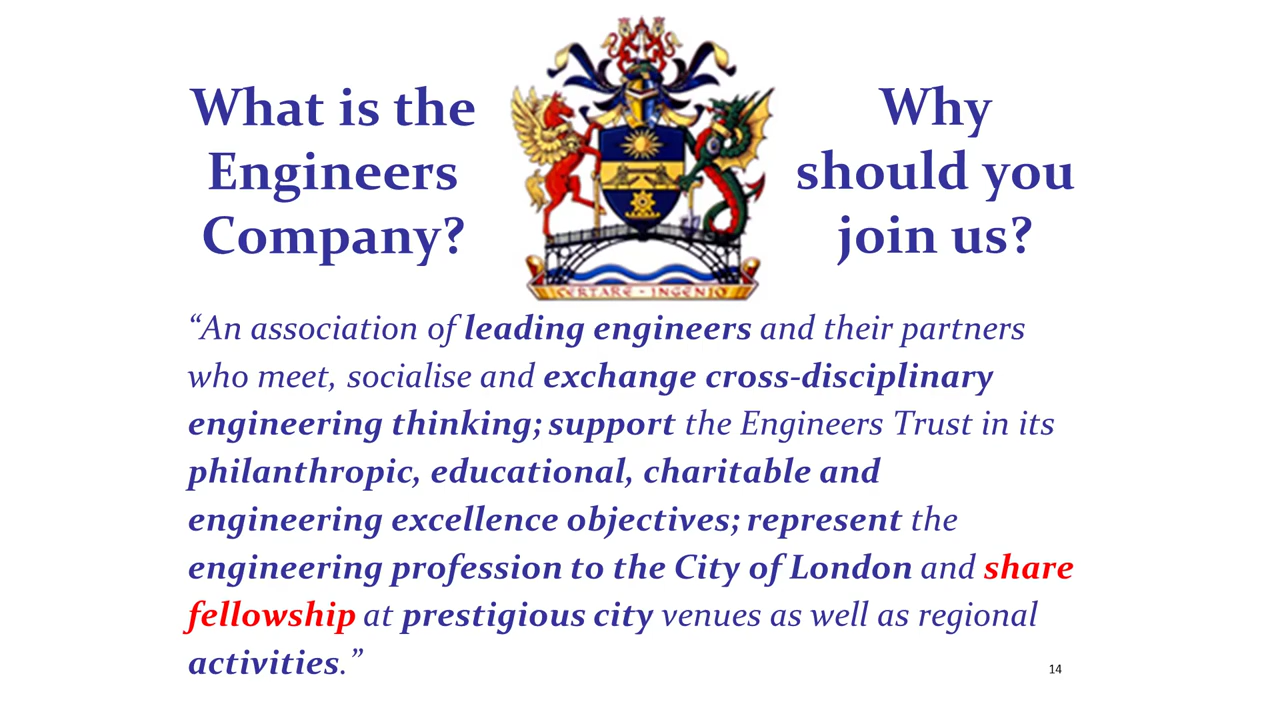 What is the
Engineers
Company?
Why
should you
join us?
CERTARE - INGENIO
“An association of leading engineers and their partners
who meet, socialise and exchange cross-disciplinary
engineering thinking; support the Engineers Trust in its
philanthropic, educational, charitable and
engineering excellence objectives; represent the
engineering profession to the City of London and share
fellowship at prestigious city venues as well as regional
activities.”
14